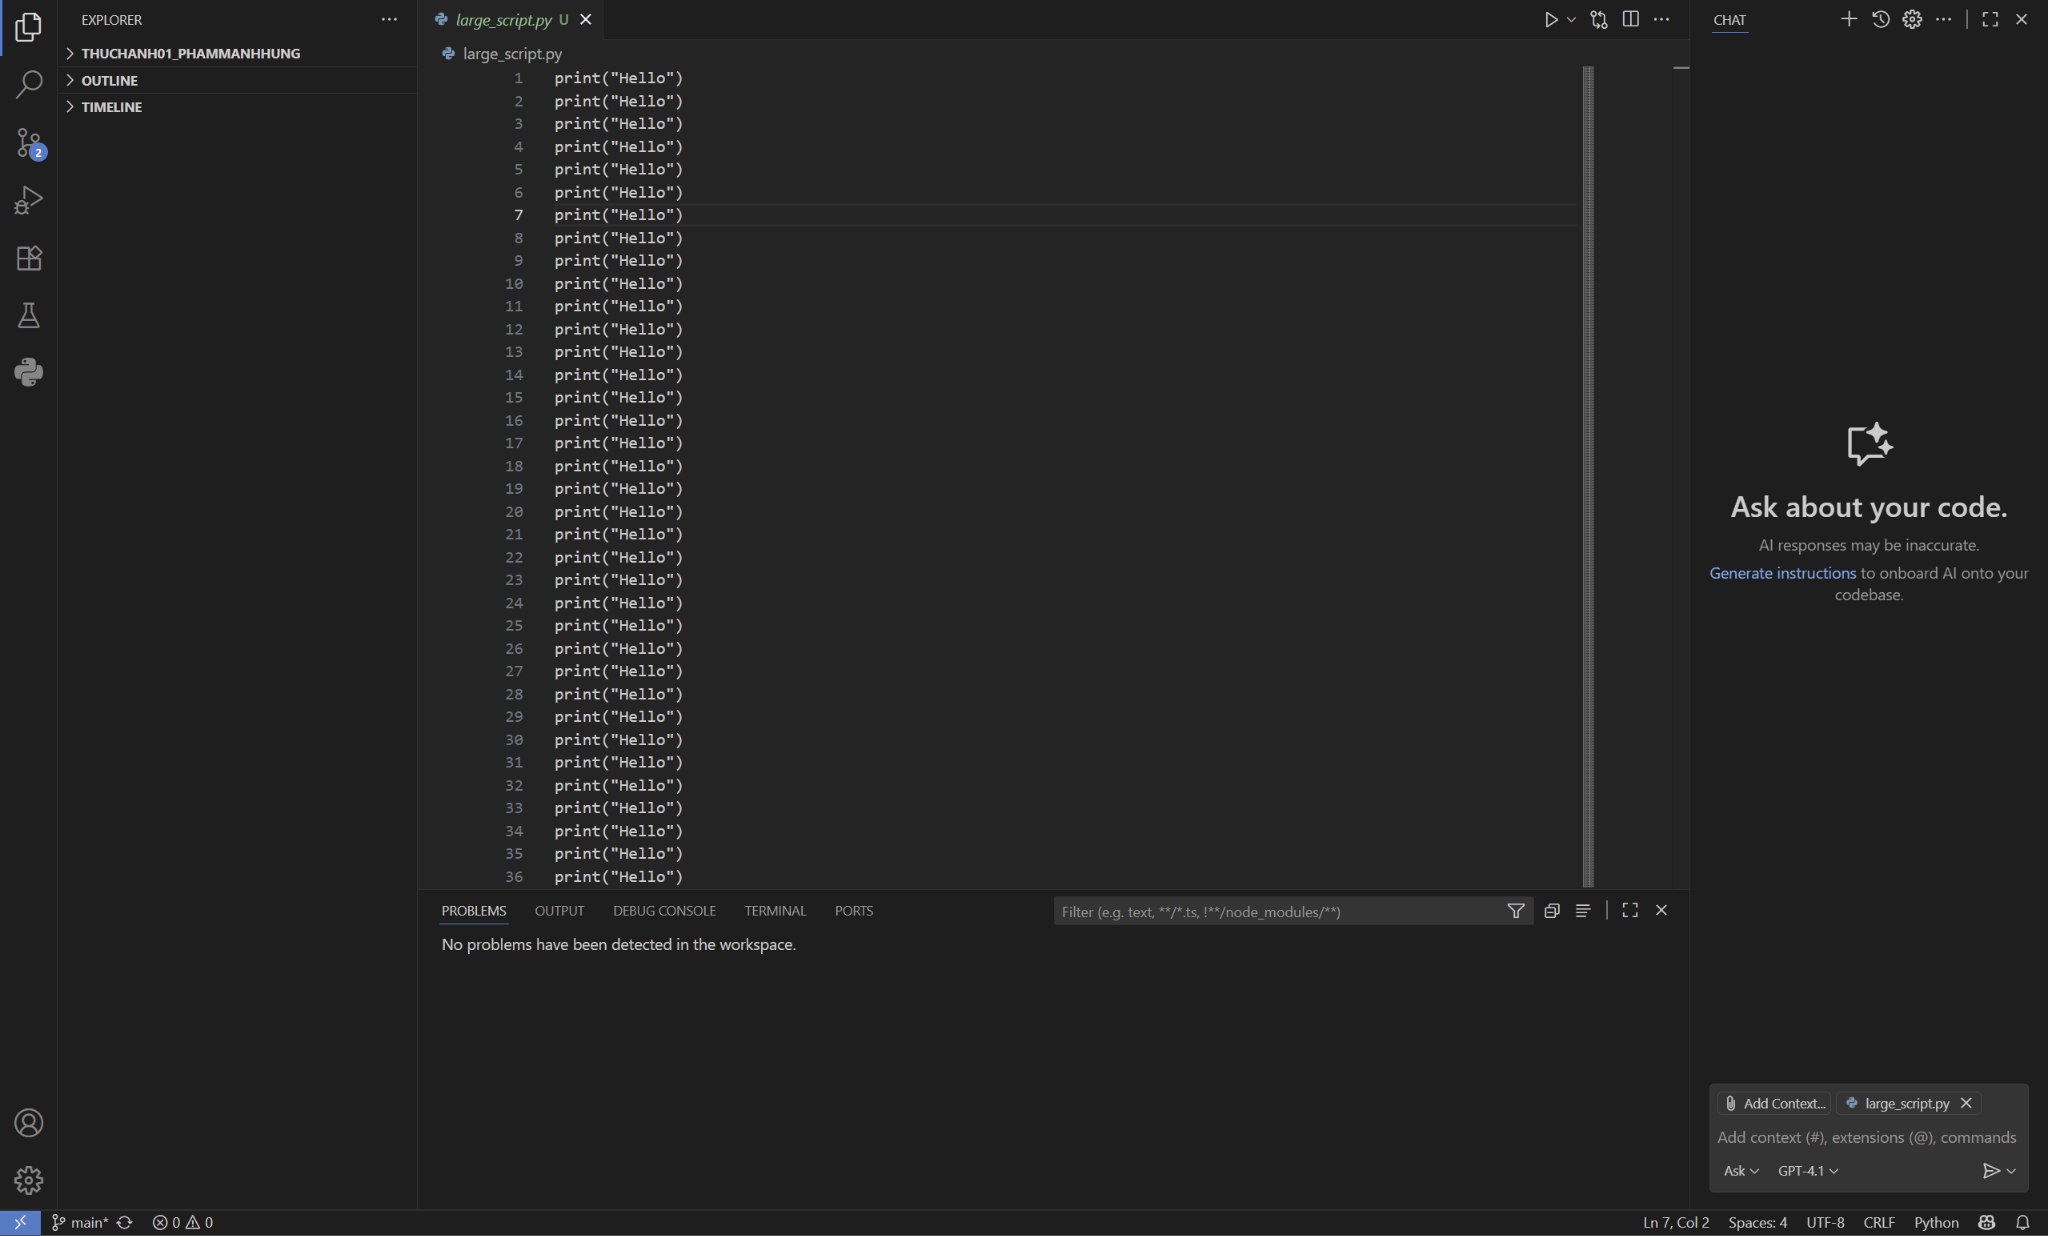 EXPLORER
THUCHANH01_PHAMMANHHUNG
OUTLINE
TIMELINE
2
large_script.py U
large_script.py
1 print("Hello")
2 print("Hello")
3 print("Hello")
4 print("Hello")
5 print("Hello")
6 print("Hello")
7 print("Hello")
8 print("Hello")
9 print("Hello")
10 print("Hello")
11 print("Hello")
12 print("Hello")
13 print("Hello")
14 print("Hello")
15 print("Hello")
16 print("Hello")
17 print("Hello")
18 print("Hello")
19 print("Hello")
20 print("Hello")
21 print("Hello")
22 print("Hello")
23 print("Hello")
24 print("Hello")
25 print("Hello")
26 print("Hello")
27 print("Hello")
28 print("Hello")
29 print("Hello")
30 print("Hello")
31 print("Hello")
32 print("Hello")
33 print("Hello")
34 print("Hello")
35 print("Hello")
36 print("Hello")
PROBLEMS OUTPUT DEBUG CONSOLE TERMINAL PORTS
Filter (e.g. text, **/*.ts, !**/node_modules/**)
No problems have been detected in the workspace.
CHAT
Ask about your code.
AI responses may be inaccurate.
Generate instructions to onboard AI onto your
codebase.
Add Context... large_script.py
Add context (#), extensions (@), commands
Ask GPT-4.1
main* 0 0
Ln 7, Col 2 Spaces: 4 UTF-8 CRLF Python